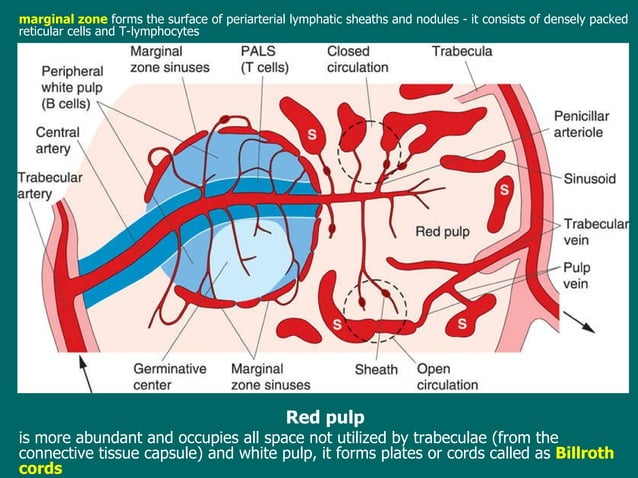 marginal zone forms the surface of periarterial lymphatic sheaths and nodules - it consists of densely packed
reticular cells and T-lymphocytes
Marginal
zone sinuses
PALS
(T cells)
Closed
circulation
Trabecula
Peripheral
white pulp
(B cells)
Central
artery
Trabecular
artery
Penicillar
arteriole
Sinusoid
Trabecular
vein
Pulp
vein
S
S
Red pulp
S
S
Germinative
center
Marginal
zone sinuses
Sheath
Open
circulation
Red pulp
is more abundant and occupies all space not utilized by trabeculae (from the
connective tissue capsule) and white pulp, it forms plates or cords called as Billroth
cords